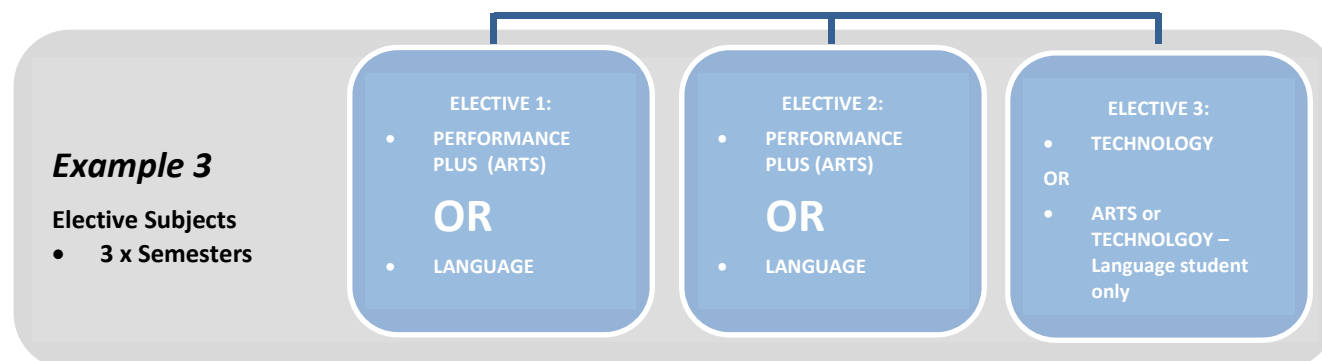 Example 3
Elective Subjects
• 3 x Semesters
ELECTIVE 1:
• PERFORMANCE
PLUS (ARTS)
OR
• LANGUAGE
ELECTIVE 2:
• PERFORMANCE
PLUS (ARTS)
OR
• LANGUAGE
ELECTIVE 3:
• TECHNOLOGY
OR
• ARTS or
TECHNOLGOY –
Language student
only